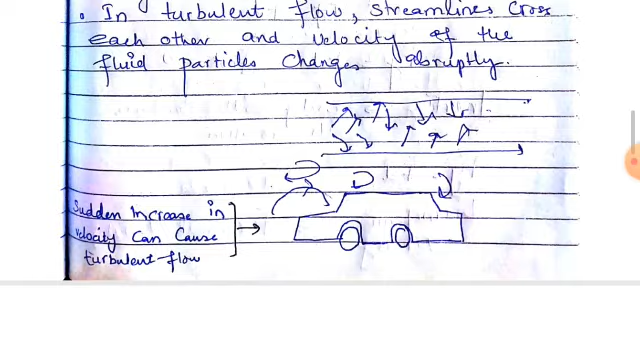 • In turbulent flow, streamlines cross
each other and velocity of the
fluid particles changes abruptly.
Sudden Increase in
velocity can cause
turbulent flow